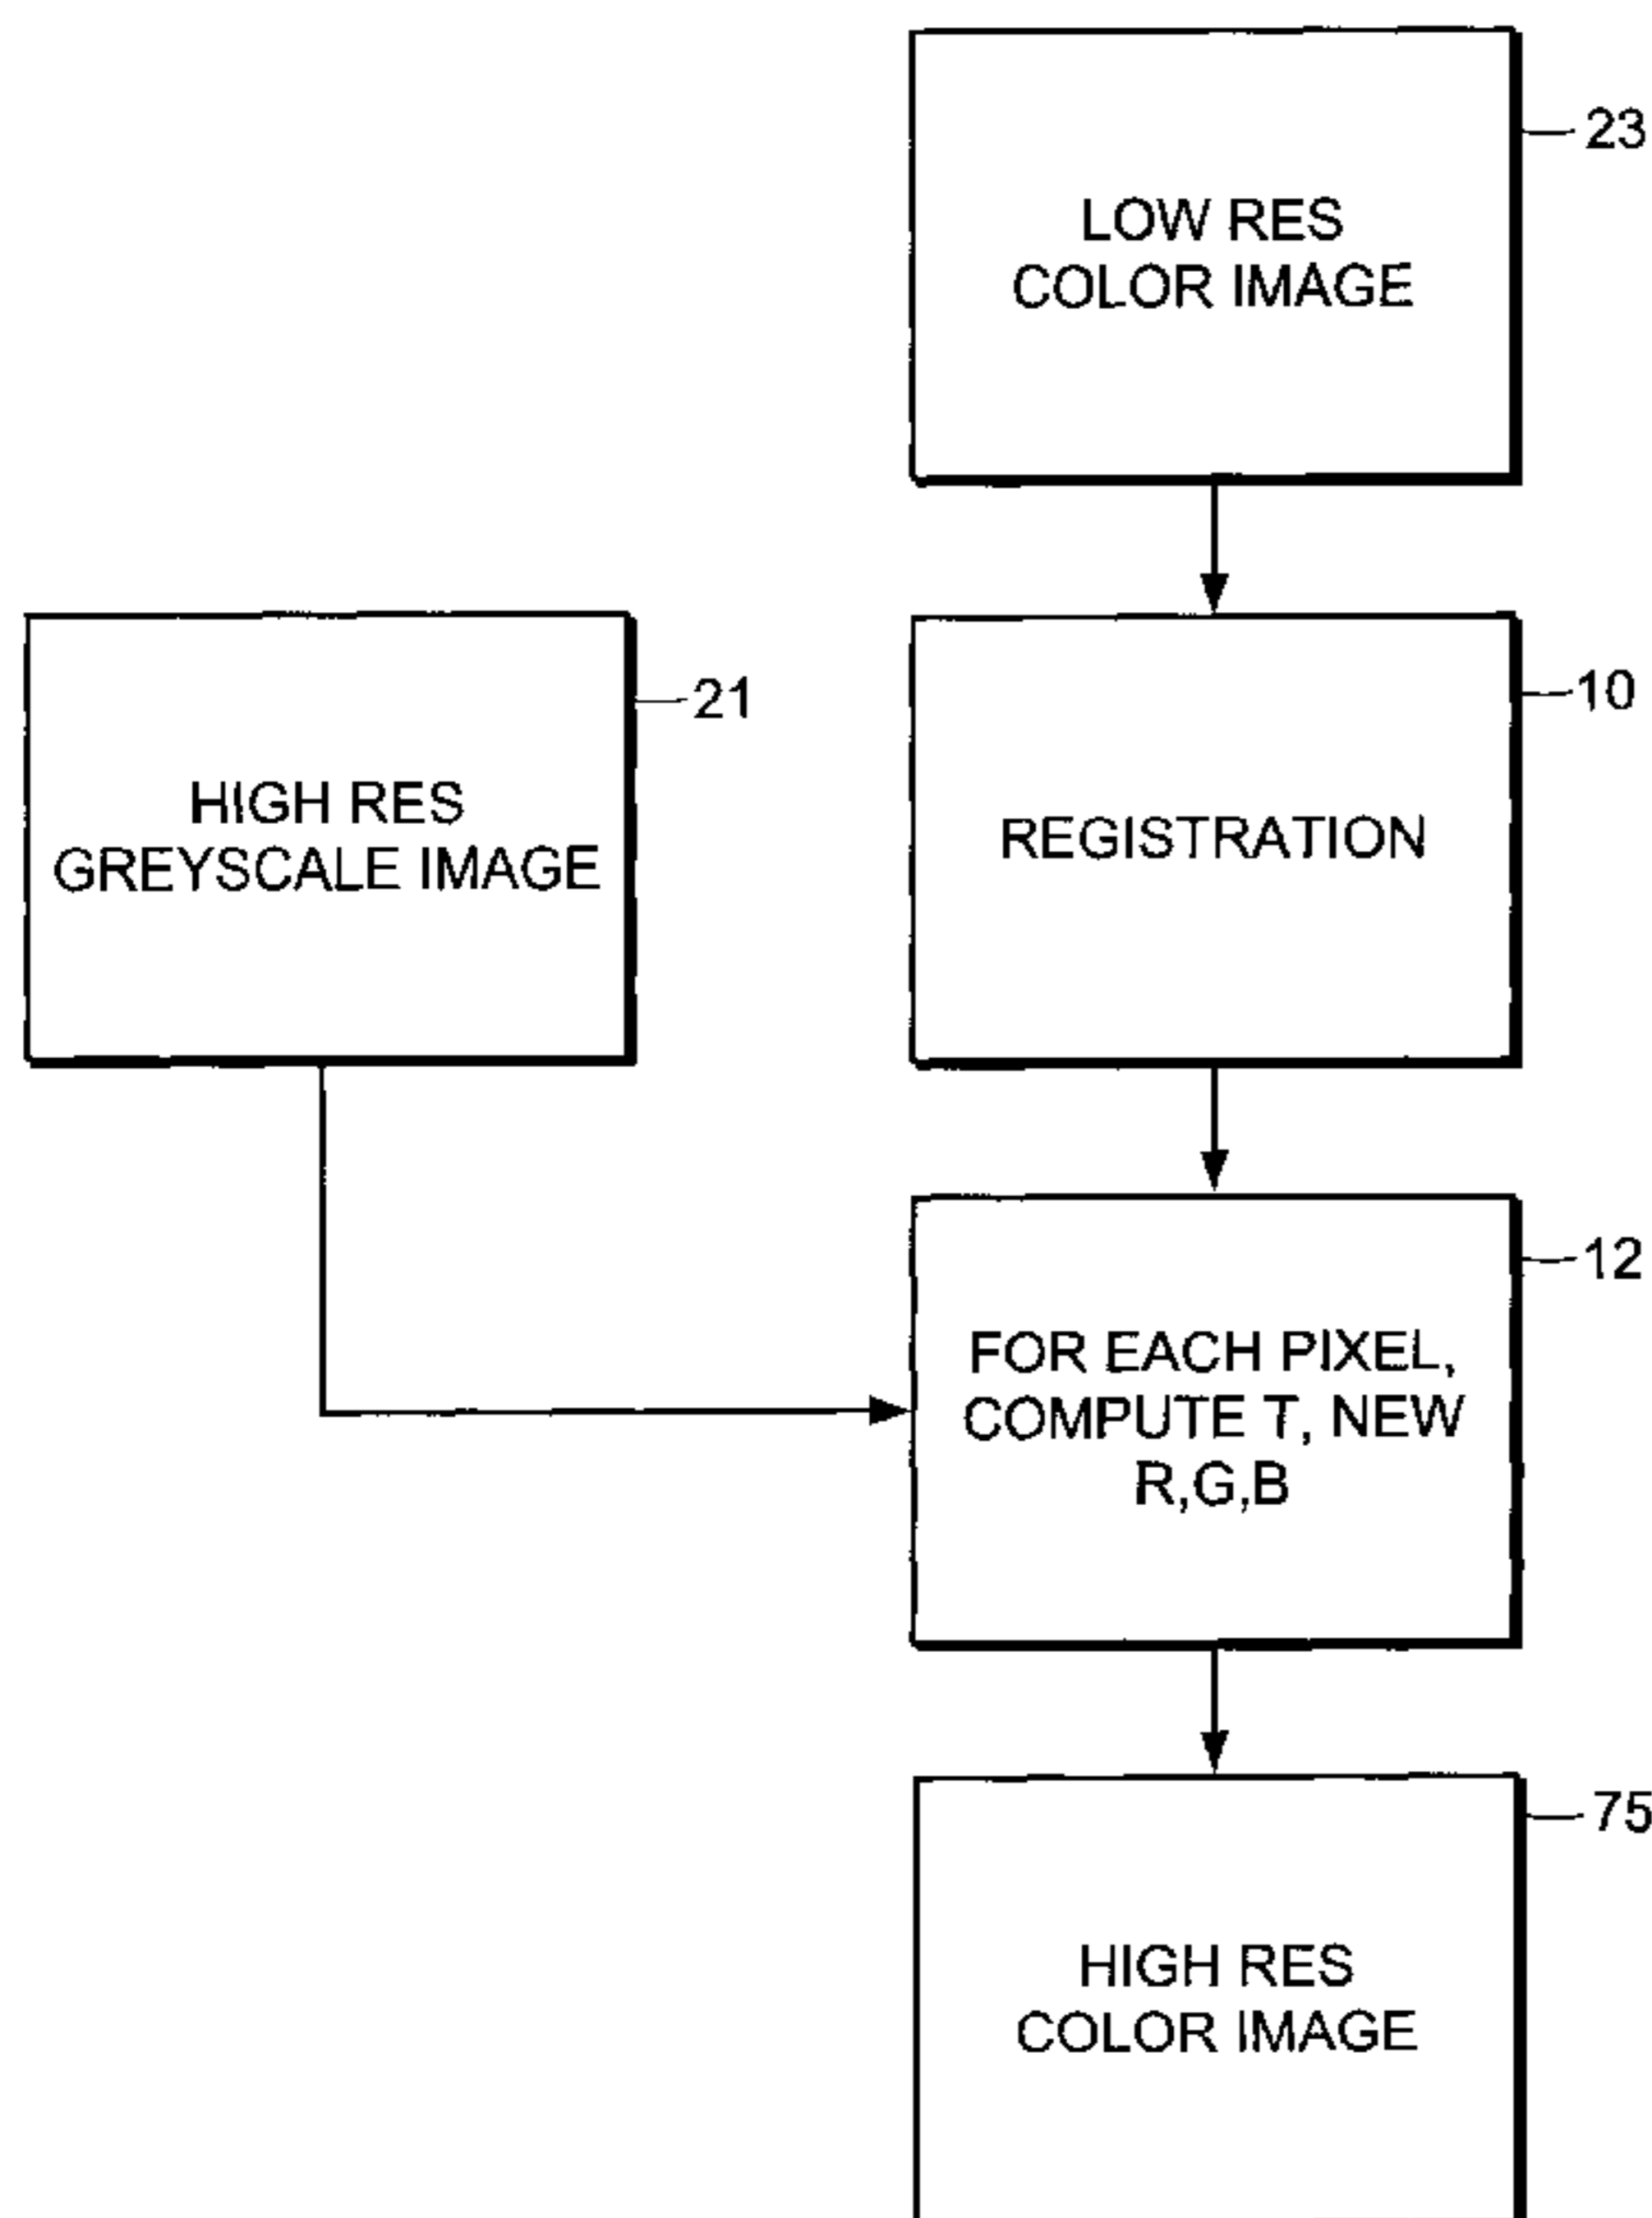 23
LOW RES
COLOR IMAGE
21
HIGH RES
GREYSCALE IMAGE
10
REGISTRATION
12
FOR EACH PIXEL,
COMPUTE T, NEW
R,G,B
75
HIGH RES
COLOR IMAGE